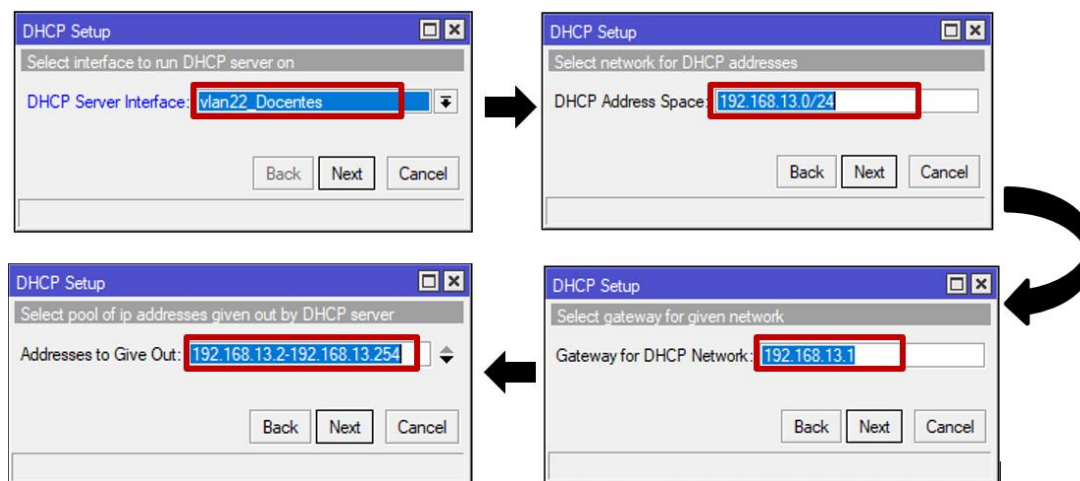 DHCP Setup
Select interface to run DHCP server on
DHCP Server Interface: vlan22_Docentes
Back Next Cancel
DHCP Setup
Select network for DHCP addresses
DHCP Address Space: 192.168.13.0/24
Back Next Cancel
DHCP Setup
Select gateway for given network
Gateway for DHCP Network: 192.168.13.1
Back Next Cancel
DHCP Setup
Select pool of ip addresses given out by DHCP server
Addresses to Give Out: 192.168.13.2-192.168.13.254
Back Next Cancel